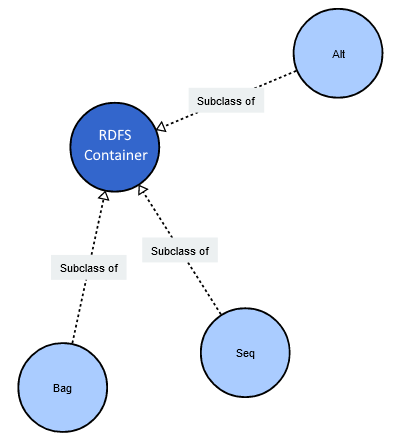 Alt
Subclass of
RDFS
Container
Subclass of
Subclass of
Seq
Bag